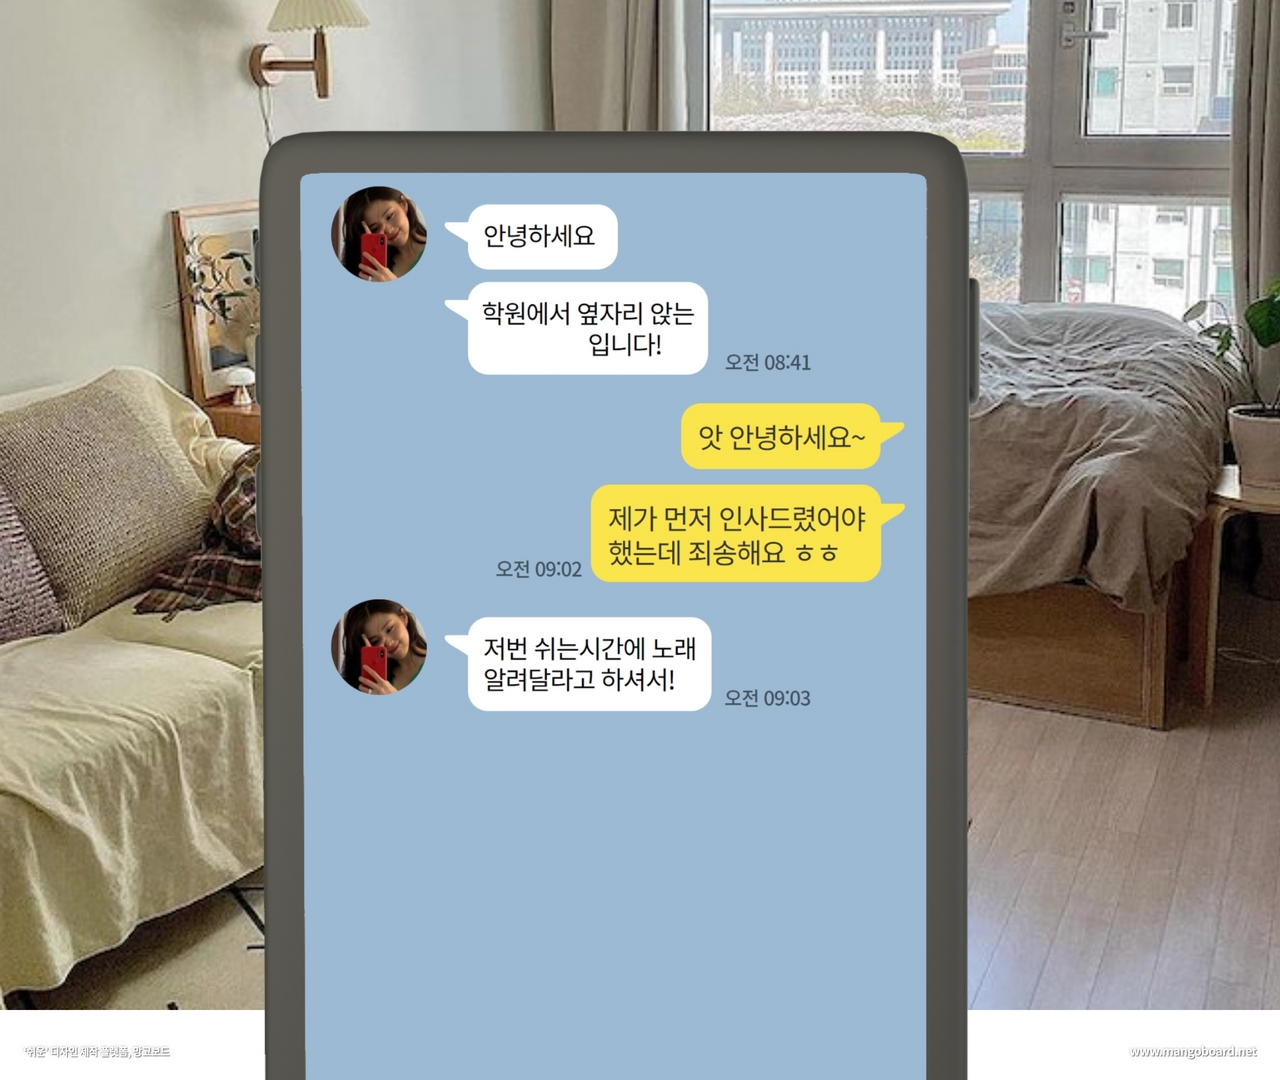 안녕하세요
학원에서 옆자리 앉는
입니다!
오전 08:41
앗 안녕하세요~
제가 먼저 인사드렸어야
했는데 죄송해요 ㅎㅎ
오전 09:02
저번 쉬는시간에 노래
알려달라고 하셔서!
오전 09:03
'쉬운' 디자인 제작 플랫폼, 망고보드
www.mangoboard.net